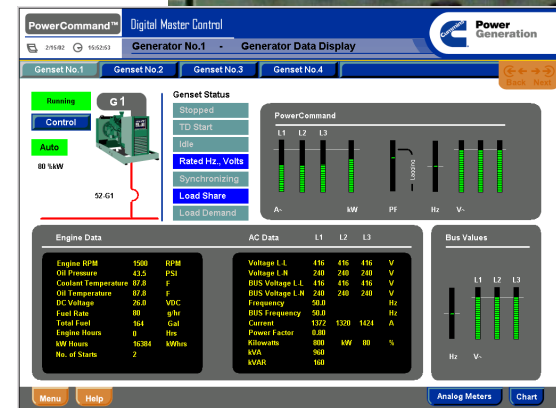 PowerCommand™ Digital Master Control
Cummins
Power
Generation
2/15/02 15:52:53 Generator No.1 - Generator Data Display
Genset No.1 Genset No.2 Genset No.3 Genset No.4
Back Next
Running
G1
Control
Auto
80 %kW
52-G1
Genset Status
Stopped
TD Start
Idle
Rated Hz., Volts
Synchronizing
Load Share
Load Demand
PowerCommand
L1 L2 L3
Lagging
A~ kW PF Hz V~
Engine Data
Engine RPM 1500 RPM
Oil Pressure 43.5 PSI
Coolant Temperature 87.8 F
Oil Temperature 87.8 F
DC Voltage 26.0 VDC
Fuel Rate 80 g/hr
Total Fuel 164 Gal
Engine Hours 0 Hrs
kW Hours 16384 kWhrs
No. of Starts 2
AC Data L1 L2 L3
Voltage L-L 416 416 416 V
Voltage L-N 240 240 240 V
BUS Voltage L-L 416 416 416 V
BUS Voltage L-N 240 240 240 V
Frequency 50.0 Hz
BUS Frequency 50.0 Hz
Current 1372 1320 1424 A
Power Factor 0.80
Kilowatts 800 kW 80 %
kVA 960
kVAR 160
Bus Values
L1 L2 L3
Hz V~
Menu Help
Analog Meters Chart